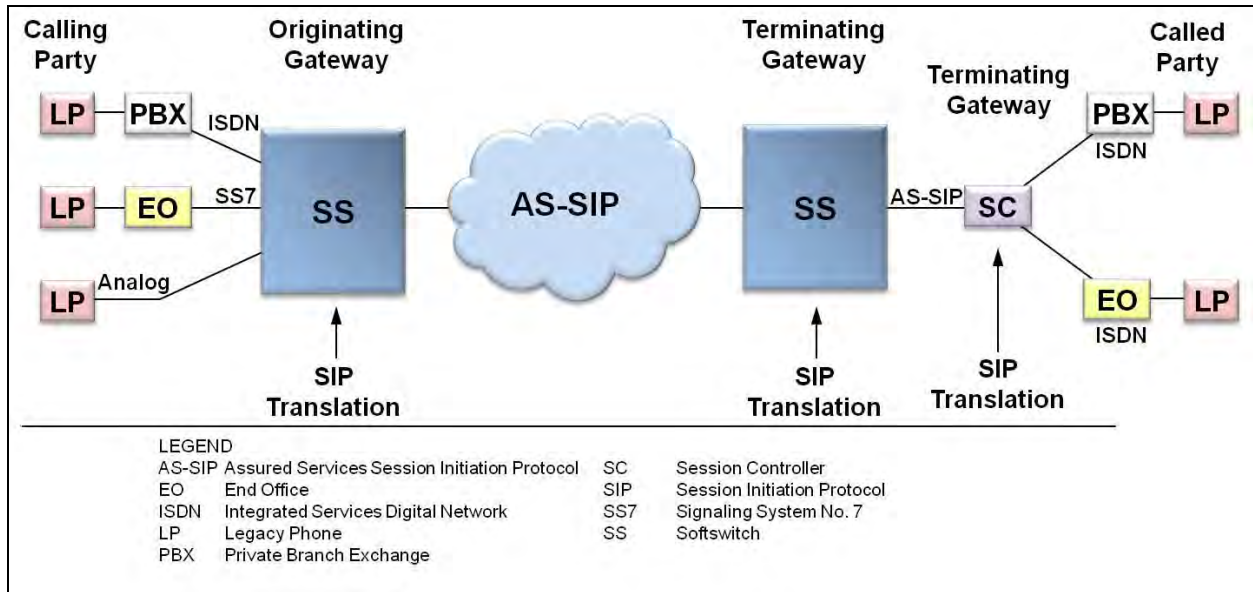 Calling
Party
Originating
Gateway
Terminating
Gateway
Terminating
Gateway
Called
Party
LP
PBX
ISDN
LP
EO
SS7
LP
Analog
SS
AS-SIP
SS
AS-SIP
SC
PBX
ISDN
LP
EO
ISDN
LP
SIP
Translation
SIP
Translation
SIP
Translation
LEGEND
AS-SIP Assured Services Session Initiation Protocol
EO End Office
ISDN Integrated Services Digital Network
LP Legacy Phone
PBX Private Branch Exchange
SC Session Controller
SIP Session Initiation Protocol
SS7 Signaling System No. 7
SS Softswitch